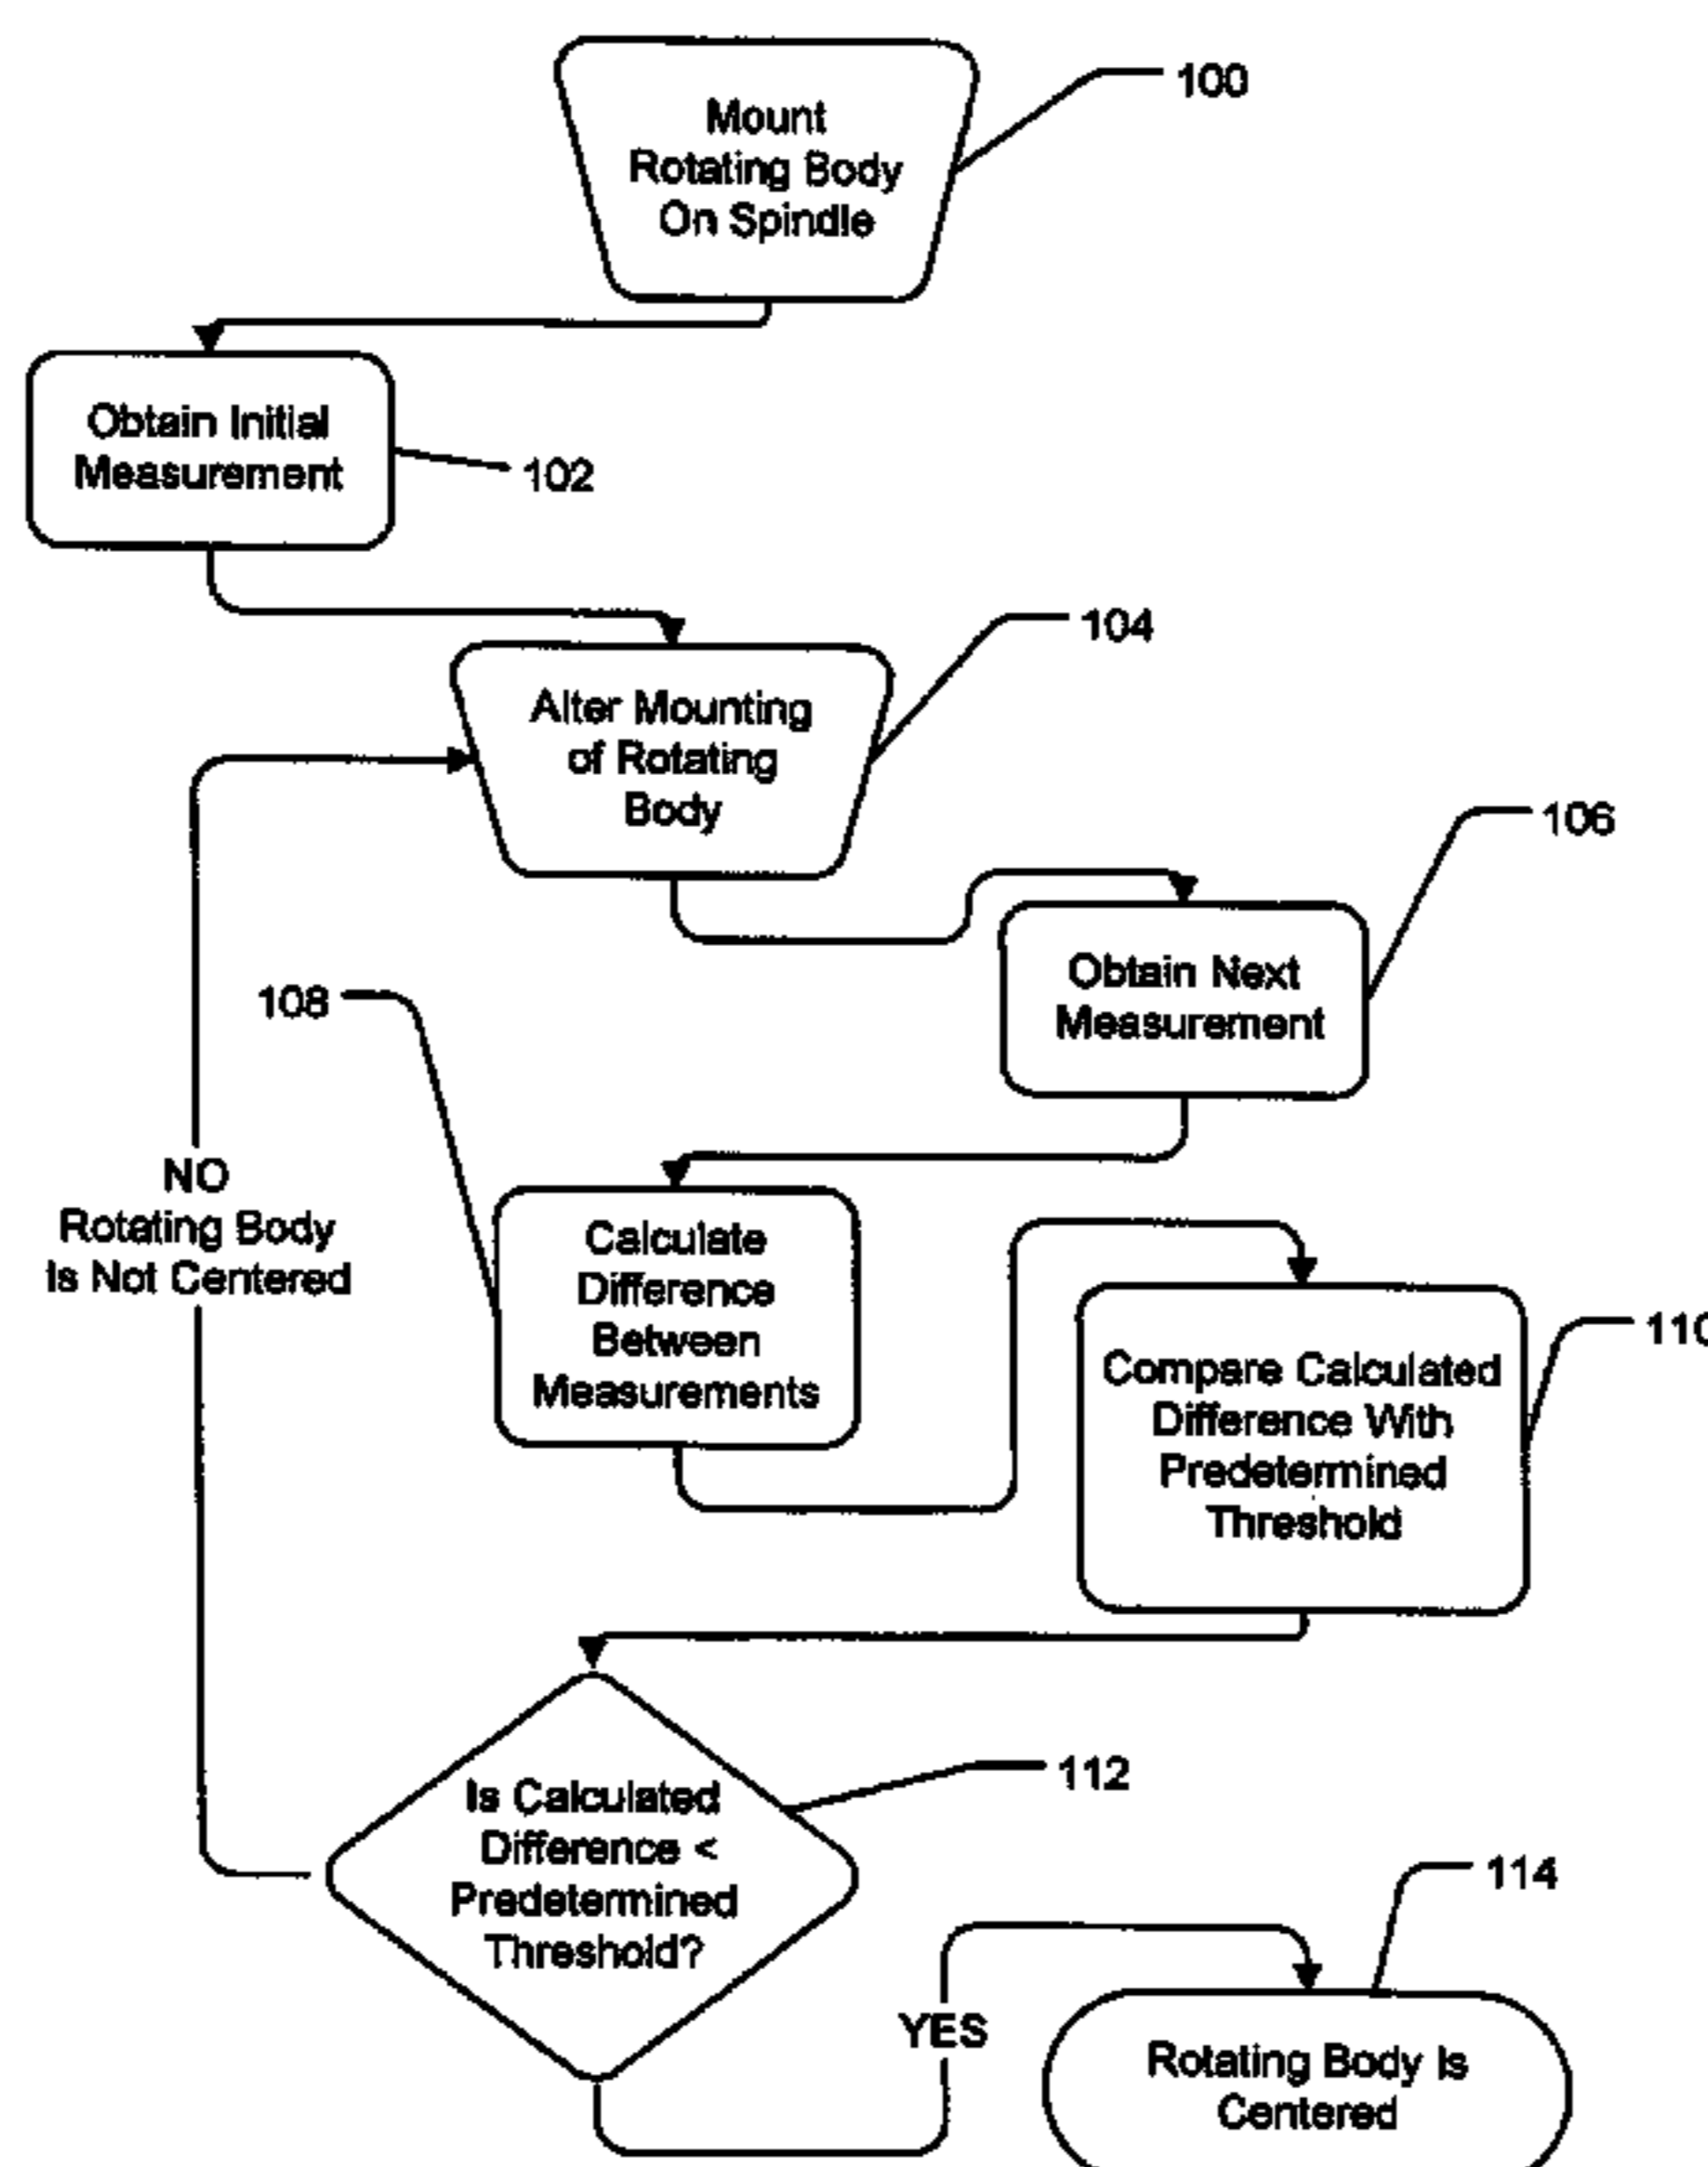 Mount
Rotating Body
On Spindle
100
Obtain Initial
Measurement
102
Alter Mounting
of Rotating
Body
104
Obtain Next
Measurement
106
108
Calculate
Difference
Between
Measurements
NO
Rotating Body
Is Not Centered
Compare Calculated
Difference With
Predetermined
Threshold
110
Is Calculated
Difference <
Predetermined
Threshold?
112
YES
114
Rotating Body Is
Centered